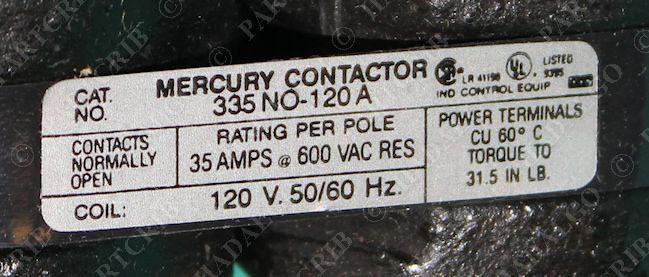 MERCURY CONTACTOR
CAT. NO.
335 NO-120 A
LR 41198
UL
LISTED
IND CONTROL EQUIP
CONTACTS
NORMALLY
OPEN
RATING PER POLE
35 AMPS @ 600 VAC RES
POWER TERMINALS
CU 60° C
TORQUE TO
31.5 IN LB.
COIL:
120 V. 50/60 Hz.